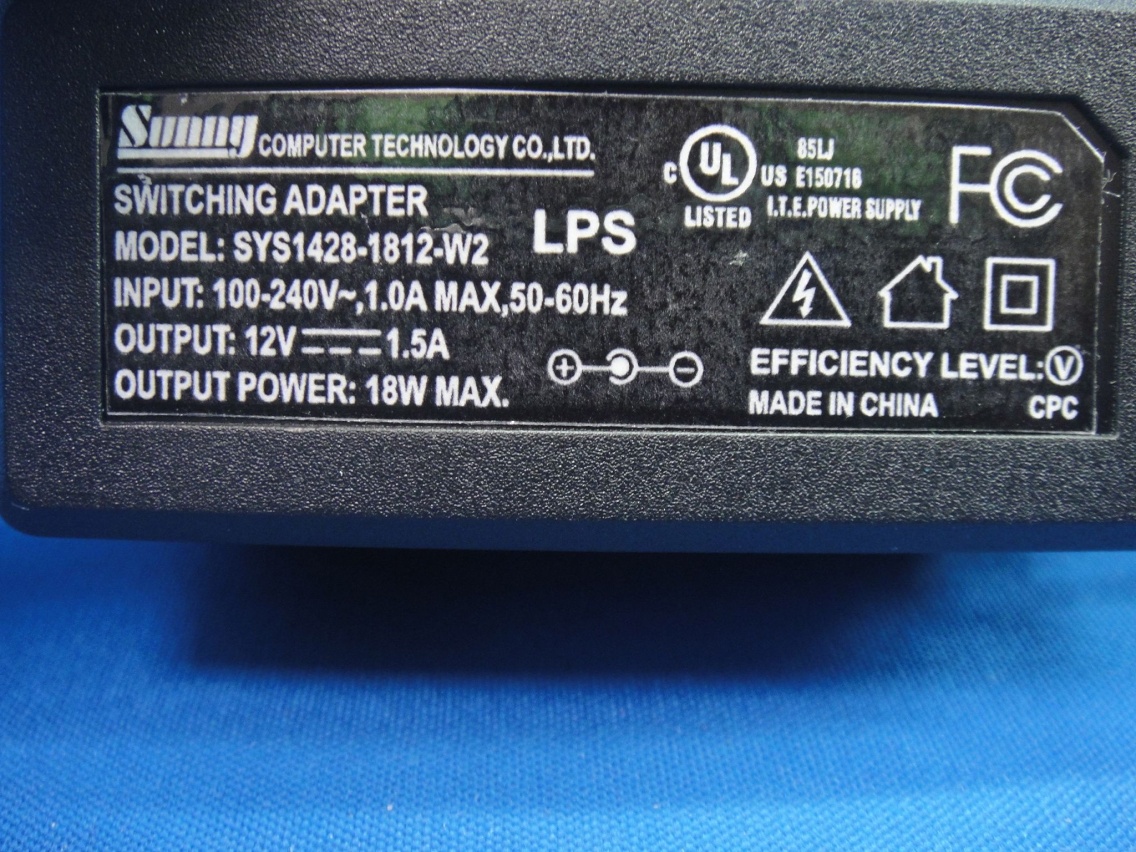 Sunny COMPUTER TECHNOLOGY CO.,LTD.
SWITCHING ADAPTER
MODEL: SYS1428-1812-W2
INPUT: 100-240V~,1.0A MAX,50-60Hz
OUTPUT: 12V⎓1.5A
OUTPUT POWER: 18W MAX.
LPS
+ -
C UL US
LISTED
85LJ
E150716
I.T.E.POWER SUPPLY
FC
EFFICIENCY LEVEL:Ⓥ
MADE IN CHINA CPC